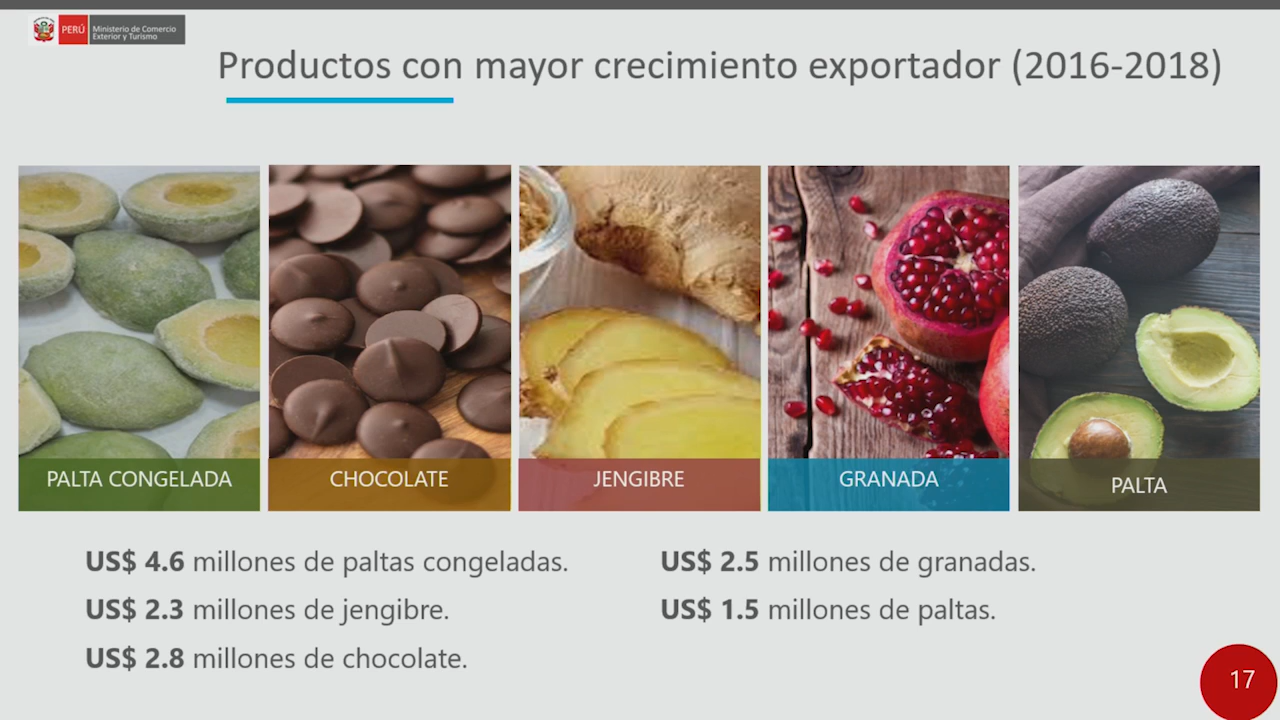 PERÚ
Ministerio de Comercio
Exterior y Turismo
Productos con mayor crecimiento exportador (2016-2018)
PALTA CONGELADA
CHOCOLATE
JENGIBRE
GRANADA
PALTA
US$ 4.6 millones de paltas congeladas.
US$ 2.3 millones de jengibre.
US$ 2.8 millones de chocolate.
US$ 2.5 millones de granadas.
US$ 1.5 millones de paltas.
17